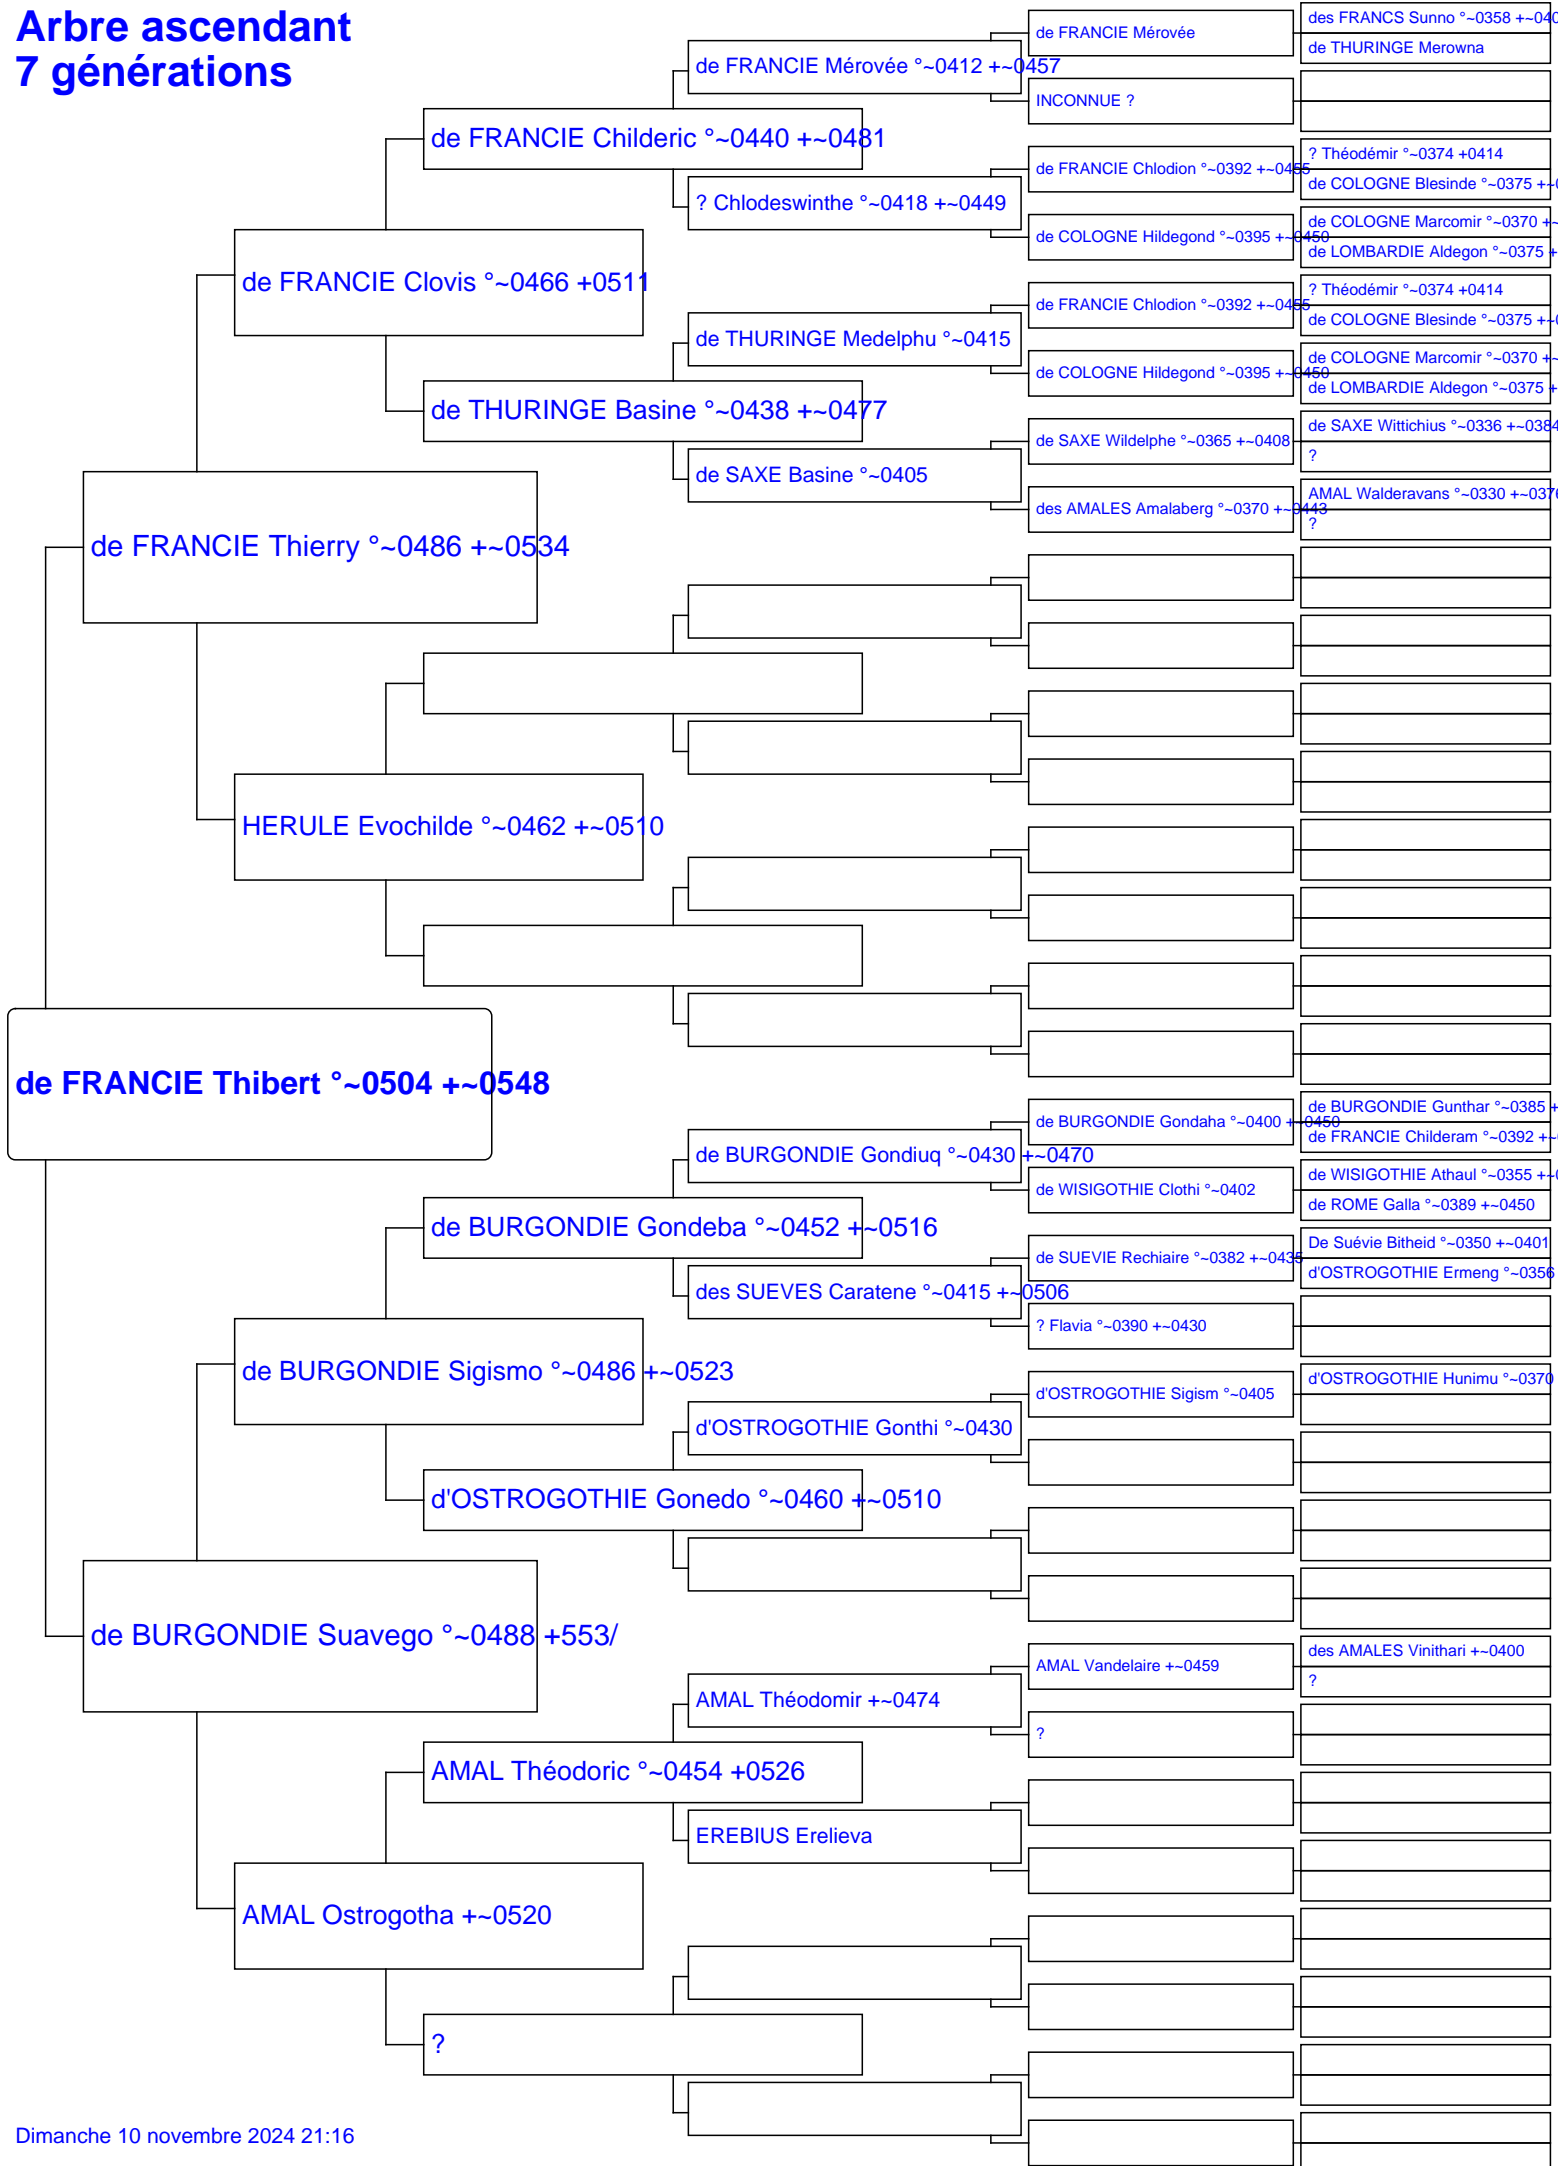 Arbre ascendant
7 générations
de FRANCIE Thibert °~0504 +~0548
de FRANCIE Thierry °~0486 +~0534
de BURGONDIE Suavego °~0488 +553/
de FRANCIE Clovis °~0466 +0511
HERULE Evochilde °~0462 +~0510
de BURGONDIE Sigismo °~0486 +~0523
AMAL Ostrogotha +~0520
de FRANCIE Childeric °~0440 +~0481
de THURINGE Basine °~0438 +~0477
de BURGONDIE Gondeba °~0452 +~0516
d'OSTROGOTHIE Gonedo °~0460 +~0510
AMAL Théodoric °~0454 +0526
?
de FRANCIE Mérovée °~0412 +~0457
? Chlodeswinthe °~0418 +~0449
de THURINGE Medelphu °~0415
de SAXE Basine °~0405
de BURGONDIE Gondiuq °~0430 +~0470
des SUEVES Caratene °~0415 +~0506
d'OSTROGOTHIE Gonthi °~0430
AMAL Théodomir +~0474
EREBIUS Erelieva
de FRANCIE Mérovée
INCONNUE ?
de FRANCIE Chlodion °~0392 +~0455
de COLOGNE Hildegond °~0395 +~0450
de FRANCIE Chlodion °~0392 +~0455
de COLOGNE Hildegond °~0395 +~0450
de SAXE Wildelphe °~0365 +~0408
des AMALES Amalaberg °~0370 +~0443
de BURGONDIE Gondaha °~0400 +~0450
de WISIGOTHIE Clothi °~0402
de SUEVIE Rechiaire °~0382 +~0435
? Flavia °~0390 +~0430
d'OSTROGOTHIE Sigism °~0405
AMAL Vandelaire +~0459
?
des FRANCS Sunno °~0358 +~040
de THURINGE Merowna
? Théodémir °~0374 +0414
de COLOGNE Blesinde °~0375 +~0
de COLOGNE Marcomir °~0370 +~
de LOMBARDIE Aldegon °~0375 +
? Théodémir °~0374 +0414
de COLOGNE Blesinde °~0375 +~0
de COLOGNE Marcomir °~0370 +~
de LOMBARDIE Aldegon °~0375 +
de SAXE Wittichius °~0336 +~0384
?
AMAL Walderavans °~0330 +~0376
?
de BURGONDIE Gunthar °~0385 +
de FRANCIE Childeram °~0392 +~
de WISIGOTHIE Athaul °~0355 +~0
de ROME Galla °~0389 +~0450
De Suévie Bitheid °~0350 +~0401
d'OSTROGOTHIE Ermeng °~0356
d'OSTROGOTHIE Hunimu °~0370
des AMALES Vinithari +~0400
?
Dimanche 10 novembre 2024 21:16